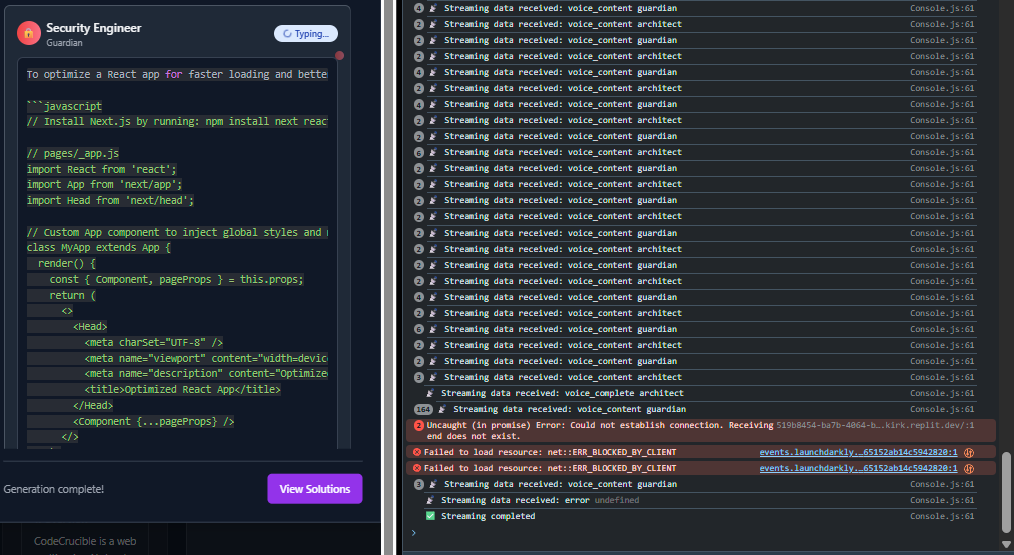 Security Engineer
Guardian
Typing...
To optimize a React app for faster loading and bette
```javascript
// Install Next.js by running: npm install next reac
// pages/_app.js
import React from 'react';
import App from 'next/app';
import Head from 'next/head';
// Custom App component to inject global styles and
class MyApp extends App {
render() {
const { Component, pageProps } = this.props;
return (
<>
<Head>
<meta charSet="UTF-8" />
<meta name="viewport" content="width=devic
<meta name="description" content="Optimize
<title>Optimized React App</title>
</Head>
<Component {...pageProps} />
</>
Generation complete!
View Solutions
CodeCrucible is a web
4 Streaming data received: voice_content guardian Console.js:61
2 Streaming data received: voice_content architect Console.js:61
2 Streaming data received: voice_content guardian Console.js:61
2 Streaming data received: voice_content architect Console.js:61
4 Streaming data received: voice_content guardian Console.js:61
2 Streaming data received: voice_content architect Console.js:61
4 Streaming data received: voice_content guardian Console.js:61
2 Streaming data received: voice_content architect Console.js:61
2 Streaming data received: voice_content guardian Console.js:61
6 Streaming data received: voice_content architect Console.js:61
2 Streaming data received: voice_content guardian Console.js:61
2 Streaming data received: voice_content architect Console.js:61
2 Streaming data received: voice_content guardian Console.js:61
2 Streaming data received: voice_content architect Console.js:61
2 Streaming data received: voice_content guardian Console.js:61
2 Streaming data received: voice_content architect Console.js:61
2 Streaming data received: voice_content guardian Console.js:61
2 Streaming data received: voice_content architect Console.js:61
4 Streaming data received: voice_content guardian Console.js:61
2 Streaming data received: voice_content architect Console.js:61
6 Streaming data received: voice_content guardian Console.js:61
2 Streaming data received: voice_content architect Console.js:61
2 Streaming data received: voice_content guardian Console.js:61
3 Streaming data received: voice_content architect Console.js:61
Streaming data received: voice_complete architect Console.js:61
164 Streaming data received: voice_content guardian Console.js:61
2 Uncaught (in promise) Error: Could not establish connection. Receiving 519b8454-ba7b-4064-b…kirk.replit.dev/:1
end does not exist.
Failed to load resource: net::ERR_BLOCKED_BY_CLIENT events.launchdarkly…65152ab14c5942820:1
Failed to load resource: net::ERR_BLOCKED_BY_CLIENT events.launchdarkly…65152ab14c5942820:1
3 Streaming data received: voice_content guardian Console.js:61
Streaming data received: error undefined Console.js:61
Streaming completed Console.js:61